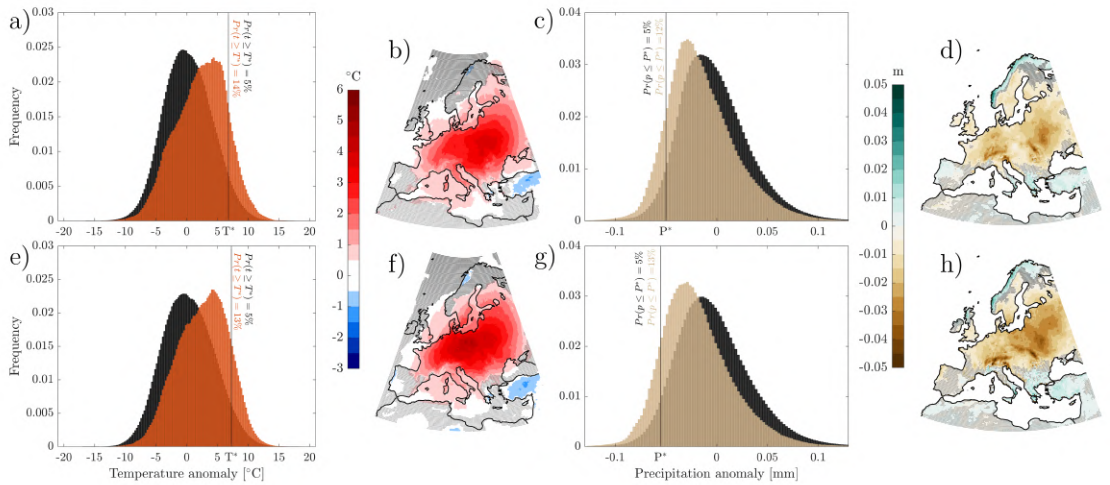 a)
0.03
0.025
0.02
0.015
0.01
0.005
0
Frequency
-20 -15 -10 -5 0 5 T* 10 15 20
Pr(t ≥ T*) = 5%
Pr(t ≥ T*) = 14%
b)
°C
6
5
4
3
2
1
0
-1
-2
-3
c)
0.04
0.03
0.02
0.01
0
-0.1 P* 0 0.05 0.1
Pr(p ≤ P*) = 5%
Pr(p ≤ P*) = 12%
d)
m
0.05
0.04
0.03
0.02
0.01
0
-0.01
-0.02
-0.03
-0.04
-0.05
e)
0.03
0.025
0.02
0.015
0.01
0.005
0
Frequency
-20 -15 -10 -5 0 5 T* 10 15 20
Temperature anomaly [°C]
Pr(t ≥ T*) = 5%
Pr(t ≥ T*) = 13%
f)
g)
0.04
0.03
0.02
0.01
0
-0.1 P* 0 0.05 0.1
Precipitation anomaly [mm]
Pr(p ≤ P*) = 5%
Pr(p ≤ P*) = 13%
h)